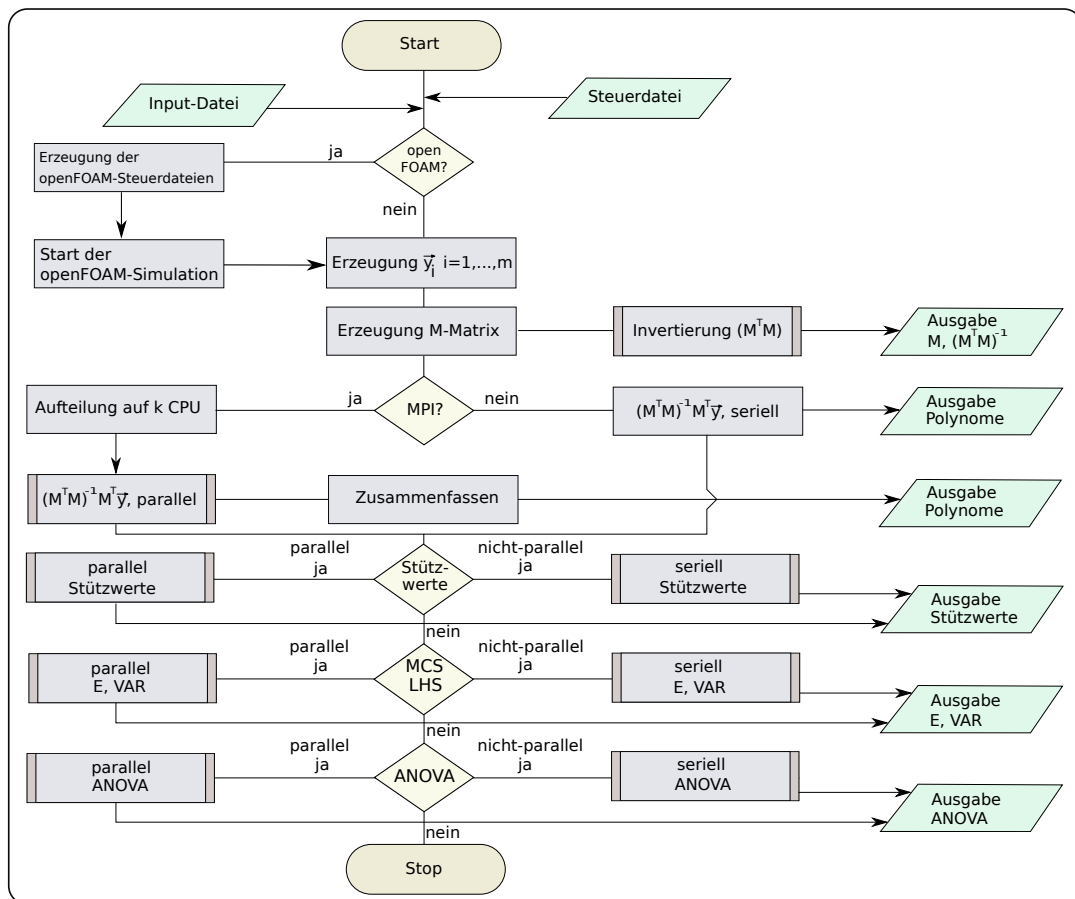 Start
Input-Datei
Steuerdatei
open
FOAM?
ja
Erzeugung der
openFOAM-Steuerdateien
nein
Start der
openFOAM-Simulation
Erzeugung y⃗ᵢ i=1,...,m
Erzeugung M-Matrix
Invertierung (MᵀM)
Ausgabe
M, (MᵀM)⁻¹
Aufteilung auf k CPU
ja
MPI?
nein
(MᵀM)⁻¹Mᵀy⃗, seriell
Ausgabe
Polynome
(MᵀM)⁻¹Mᵀy⃗, parallel
Zusammenfassen
Ausgabe
Polynome
parallel
Stützwerte
parallel
ja
Stütz-
werte
nicht-parallel
ja
seriell
Stützwerte
Ausgabe
Stützwerte
nein
parallel
E, VAR
parallel
ja
MCS
LHS
nicht-parallel
ja
seriell
E, VAR
Ausgabe
E, VAR
nein
parallel
ANOVA
parallel
ja
ANOVA
nicht-parallel
ja
seriell
ANOVA
Ausgabe
ANOVA
nein
Stop